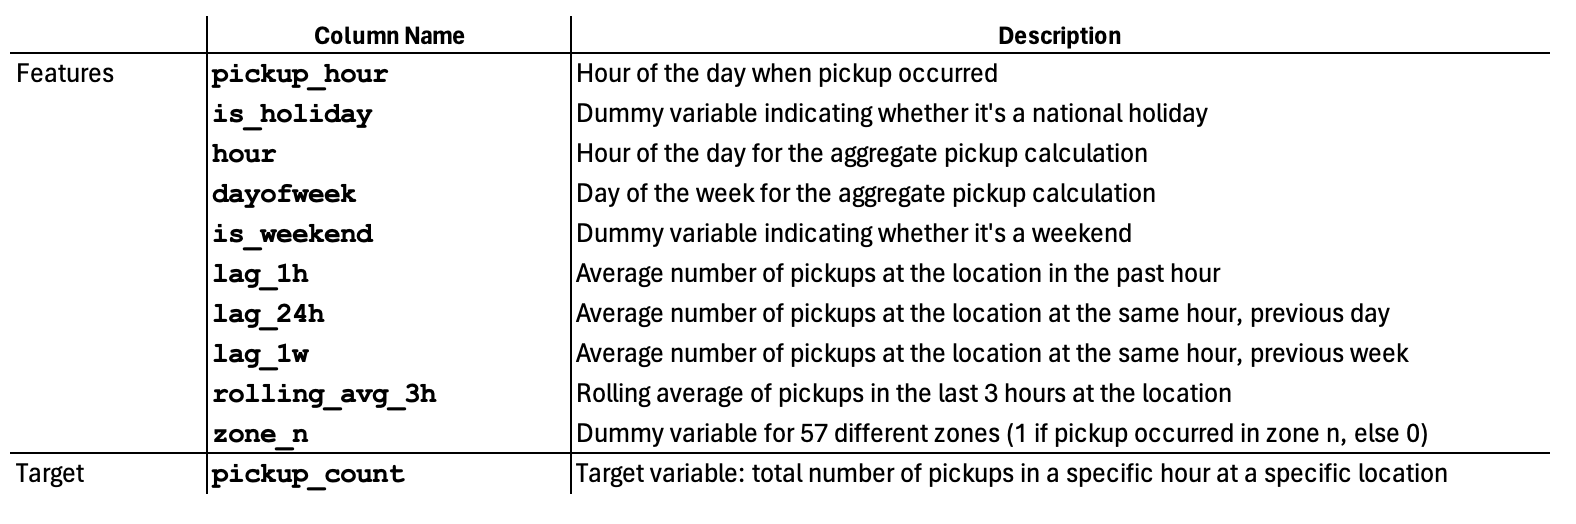 Column Name Description
Features pickup_hour Hour of the day when pickup occurred
is_holiday Dummy variable indicating whether it's a national holiday
hour Hour of the day for the aggregate pickup calculation
dayofweek Day of the week for the aggregate pickup calculation
is_weekend Dummy variable indicating whether it's a weekend
lag_1h Average number of pickups at the location in the past hour
lag_24h Average number of pickups at the location at the same hour, previous day
lag_1w Average number of pickups at the location at the same hour, previous week
rolling_avg_3h Rolling average of pickups in the last 3 hours at the location
zone_n Dummy variable for 57 different zones (1 if pickup occurred in zone n, else 0)
Target pickup_count Target variable: total number of pickups in a specific hour at a specific location